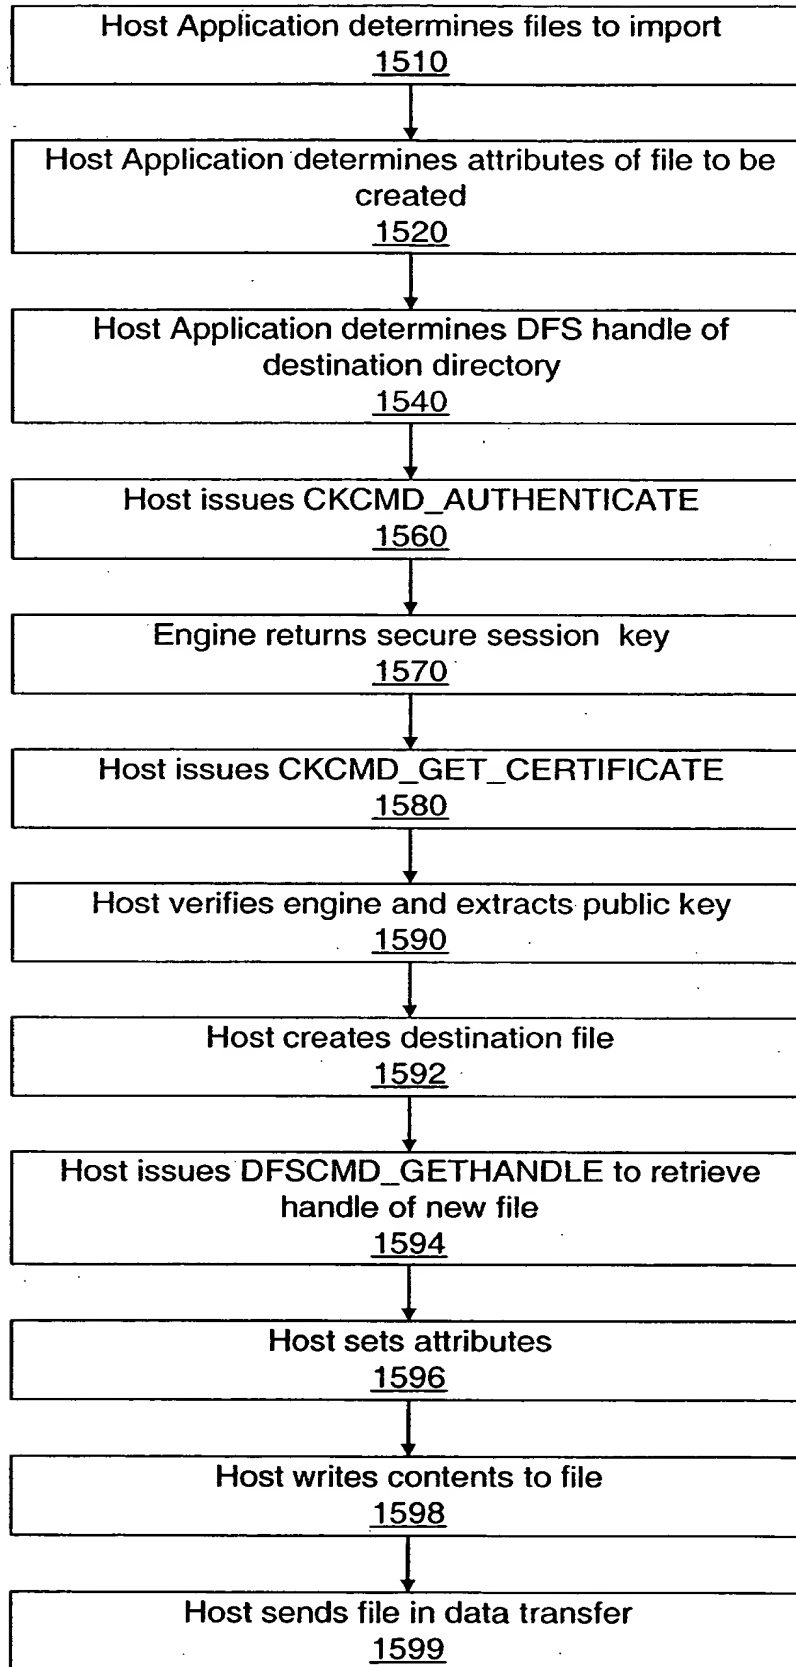 Host Application determines files to import
1510
Host Application determines attributes of file to be
created
1520
Host Application determines DFS handle of
destination directory
1540
Host issues CKCMD_AUTHENTICATE
1560
Engine returns secure session key
1570
Host issues CKCMD_GET_CERTIFICATE
1580
Host verifies engine and extracts public key
1590
Host creates destination file
1592
Host issues DFSCMD_GETHANDLE to retrieve
handle of new file
1594
Host sets attributes
1596
Host writes contents to file
1598
Host sends file in data transfer
1599